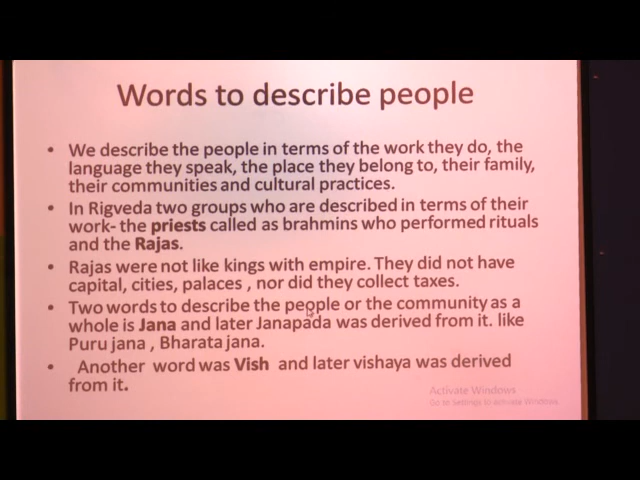 Words to describe people
• We describe the people in terms of the work they do, the
language they speak, the place they belong to, their family,
their communities and cultural practices.
• In Rigveda two groups who are described in terms of their
work- the priests called as brahmins who performed rituals
and the Rajas.
• Rajas were not like kings with empire. They did not have
capital, cities, palaces , nor did they collect taxes.
• Two words to describe the people or the community as a
whole is Jana and later Janapada was derived from it. like
Puru jana , Bharata jana.
• Another word was Vish and later vishaya was derived
from it.
Activate Windows
Go to Settings to activate Windows.